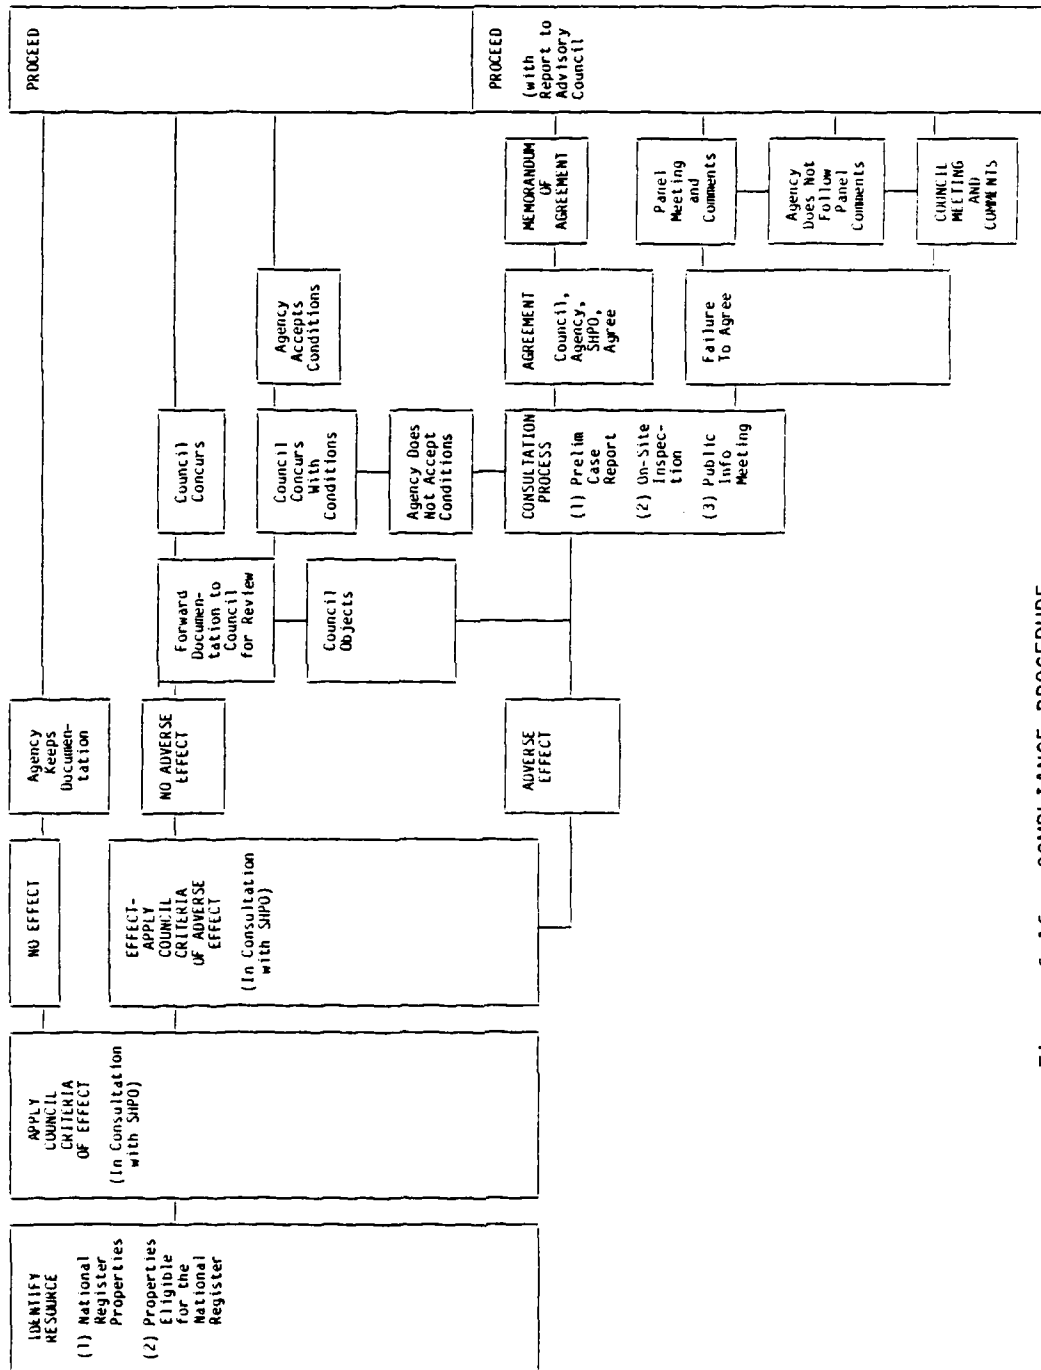 IDENTIFY
RESOURCE
(1) National
Register
Properties
(2) Properties
Eligible
for the
National
Register
APPLY
COUNCIL
CRITERIA
OF EFFECT
(In Consultation
with SHPO)
NO EFFECT
EFFECT-
APPLY
COUNCIL
CRITERIA
OF ADVERSE
EFFECT
(In Consultation
with SHPO)
Agency
Keeps
Documen-
tation
NO ADVERSE
EFFECT
ADVERSE
EFFECT
Forward
Documen-
tation to
Council
for Review
Council
Objects
Council
Concurs
Council
Concurs
With
Conditions
Agency Does
Not Accept
Conditions
CONSULTATION
PROCESS
(1) Prelim
Case
Report
(2) On-Site
Inspec-
tion
(3) Public
Info
Meeting
Agency
Accepts
Conditions
AGREEMENT
Council,
Agency,
SHPO,
Agree
Failure
To Agree
MEMORANDUM
OF
AGREEMENT
Panel
Meeting
and
Comments
Agency
Does Not
Follow
Panel
Comments
COUNCIL
MEETING
AND
COMMENTS
PROCEED
PROCEED
(with
Report to
Advisory
Council
COMPLIANCE PROCEDURE